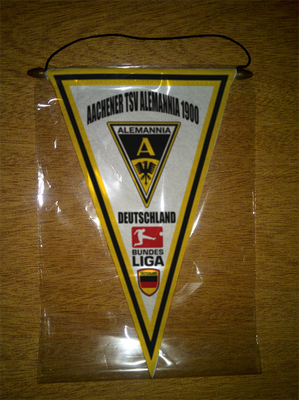 AACHENER TSV ALEMANNIA 1900
ALEMANNIA
A
DEUTSCHLAND
BUNDES
LIGA